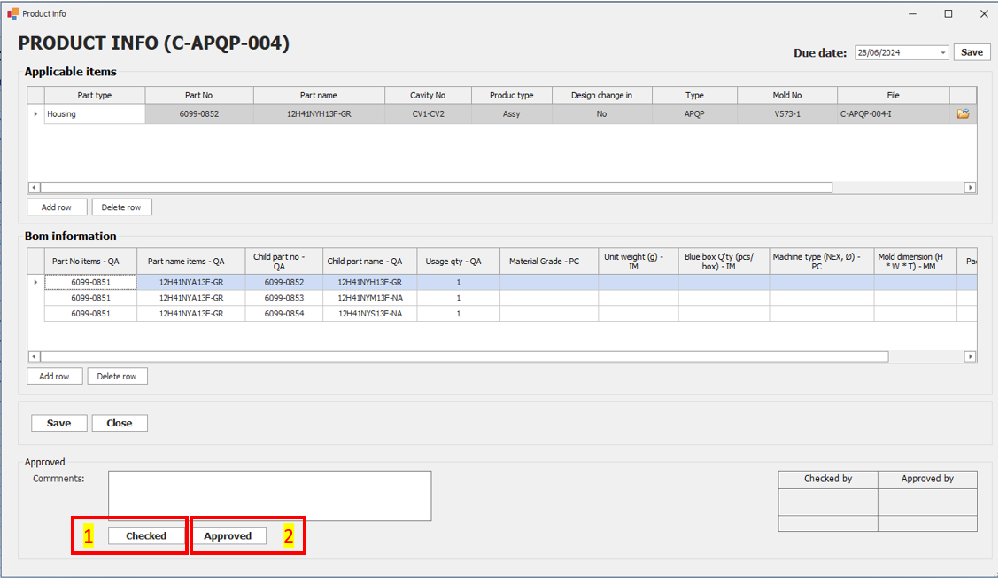 Product info
PRODUCT INFO (C-APQP-004)
Due date: 28/06/2024 Save
Applicable items
Part type Part No Part name Cavity No Produc type Design change in Type Mold No File
Housing 6099-0852 12H41NYH13F-GR CV1-CV2 Assy No APQP V573-1 C-APQP-004-I
Add row Delete row
Bom information
Part No items - QA Part name items - QA Child part no - QA Child part name - QA Usage qty - QA Material Grade - PC Unit weight (g) - IM Blue box Q'ty (pcs/ box) - IM Machine type (NEX, Ø) - PC Mold dimension (H * W * T) - MM Pac
6099-0851 12H41NYA13F-GR 6099-0852 12H41NYH13F-GR 1
6099-0851 12H41NYA13F-GR 6099-0853 12H41NYM13F-NA 1
6099-0851 12H41NYA13F-GR 6099-0854 12H41NYS13F-NA 1
Add row Delete row
Save Close
Approved
Commnents:
Checked by Approved by
1 Checked Approved 2